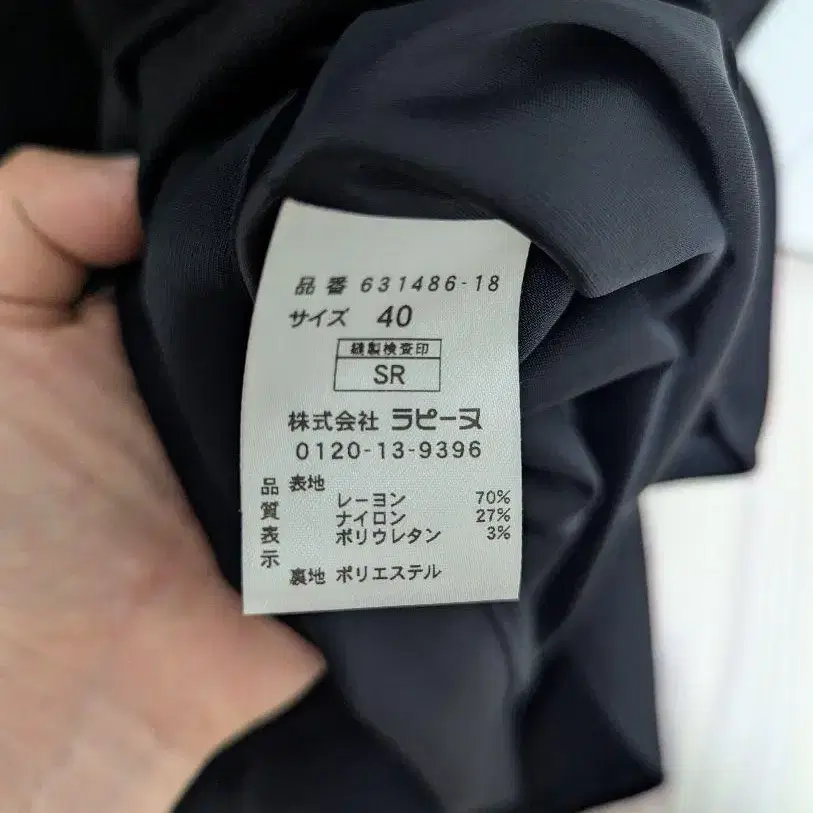 品番 631486-18
サイズ 40
縫製検査印
SR
株式会社 ラピーヌ
0120-13-9396
品質表示
表地
レーヨン 70%
ナイロン 27%
ポリウレタン 3%
裏地 ポリエステル